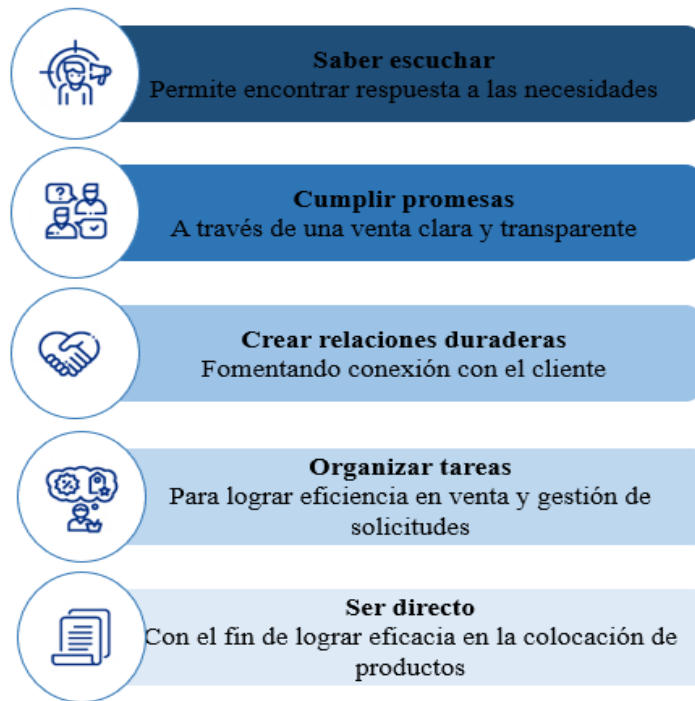 Saber escuchar
Permite encontrar respuesta a las necesidades
Cumplir promesas
A través de una venta clara y transparente
Crear relaciones duraderas
Fomentando conexión con el cliente
Organizar tareas
Para lograr eficiencia en venta y gestión de
solicitudes
Ser directo
Con el fin de lograr eficacia en la colocación de
productos